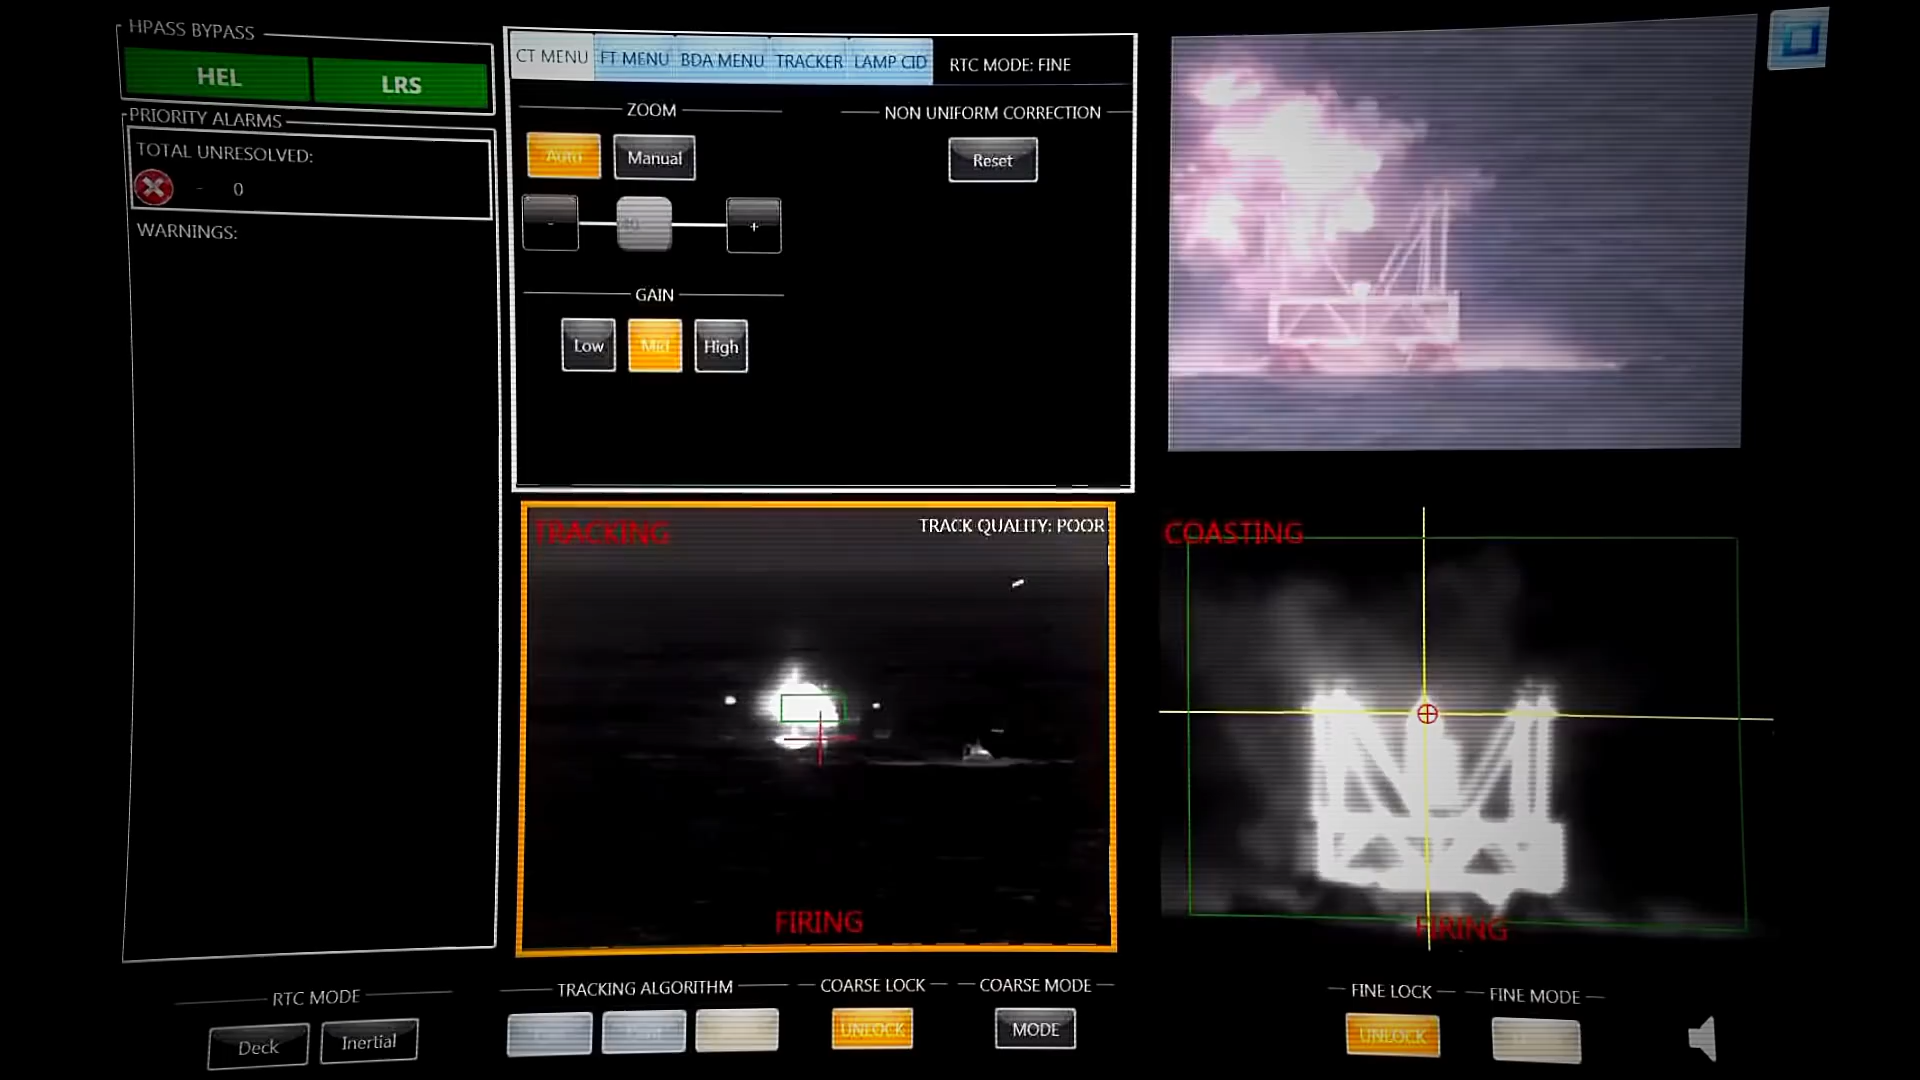 HPASS BYPASS
HEL
LRS
PRIORITY ALARMS
TOTAL UNRESOLVED:
- 0
WARNINGS:
CT MENU
FT MENU
BDA MENU
TRACKER
LAMP CID
RTC MODE: FINE
ZOOM
Auto
Manual
-
+
NON UNIFORM CORRECTION
Reset
GAIN
Low
Mid
High
TRACKING
TRACK QUALITY: POOR
FIRING
COASTING
FIRING
RTC MODE
Deck
Inertial
TRACKING ALGORITHM
COARSE LOCK
UNLOCK
COARSE MODE
MODE
FINE LOCK
UNLOCK
FINE MODE